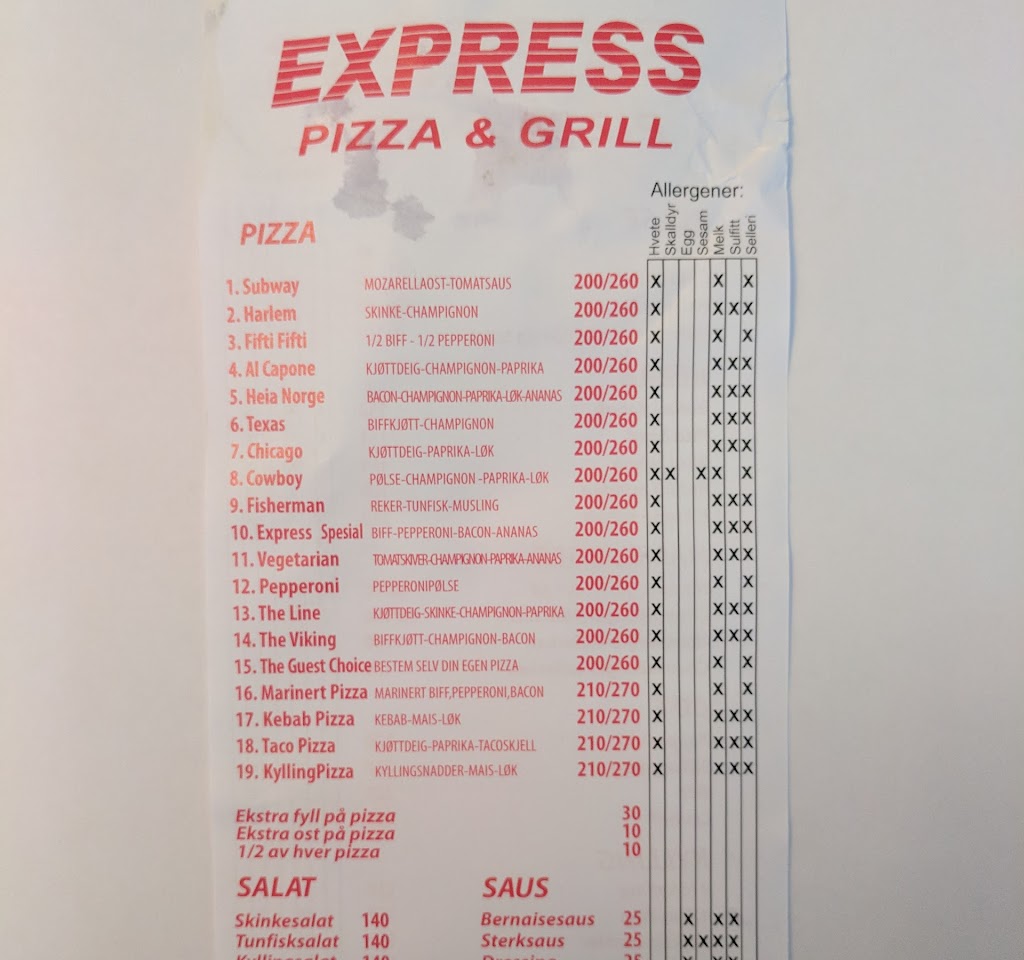 EXPRESS
PIZZA & GRILL
Allergener:
Hvete Skalldyr Egg Sesam Melk Sulfitt Selleri
PIZZA
1. Subway MOZARELLAOST-TOMATSAUS 200/260 X X X
2. Harlem SKINKE-CHAMPIGNON 200/260 X X X X
3. Fifti Fifti 1/2 BIFF - 1/2 PEPPERONI 200/260 X X X
4. Al Capone KJØTTDEIG-CHAMPIGNON-PAPRIKA 200/260 X X X X
5. Heia Norge BACON-CHAMPIGNON-PAPRIKA-LØK-ANANAS 200/260 X X X X
6. Texas BIFFKJØTT-CHAMPIGNON 200/260 X X X X
7. Chicago KJØTTDEIG-PAPRIKA-LØK 200/260 X X X X
8. Cowboy PØLSE-CHAMPIGNON -PAPRIKA-LØK 200/260 X X X X X
9. Fisherman REKER-TUNFISK-MUSLING 200/260 X X X X
10. Express Spesial BIFF-PEPPERONI-BACON-ANANAS 200/260 X X X X
11. Vegetarian TOMATSKIVER-CHAMPIGNON-PAPRIKA-ANANAS 200/260 X X X X
12. Pepperoni PEPPERONIPØLSE 200/260 X X X
13. The Line KJØTTDEIG-SKINKE-CHAMPIGNON-PAPRIKA 200/260 X X X X
14. The Viking BIFFKJØTT-CHAMPIGNON-BACON 200/260 X X X X
15. The Guest Choice BESTEM SELV DIN EGEN PIZZA 200/260 X X X
16. Marinert Pizza MARINERT BIFF,PEPPERONI,BACON 210/270 X X X
17. Kebab Pizza KEBAB-MAIS-LØK 210/270 X X X X
18. Taco Pizza KJØTTDEIG-PAPRIKA-TACOSKJELL 210/270 X X X X
19. KyllingPizza KYLLINGSNADDER-MAIS-LØK 210/270 X X X X
Ekstra fyll på pizza 30
Ekstra ost på pizza 10
1/2 av hver pizza 10
SALAT SAUS
Skinkesalat 140 Bernaisesaus 25 X X X
Tunfisksalat 140 Sterksaus 25 X X X X